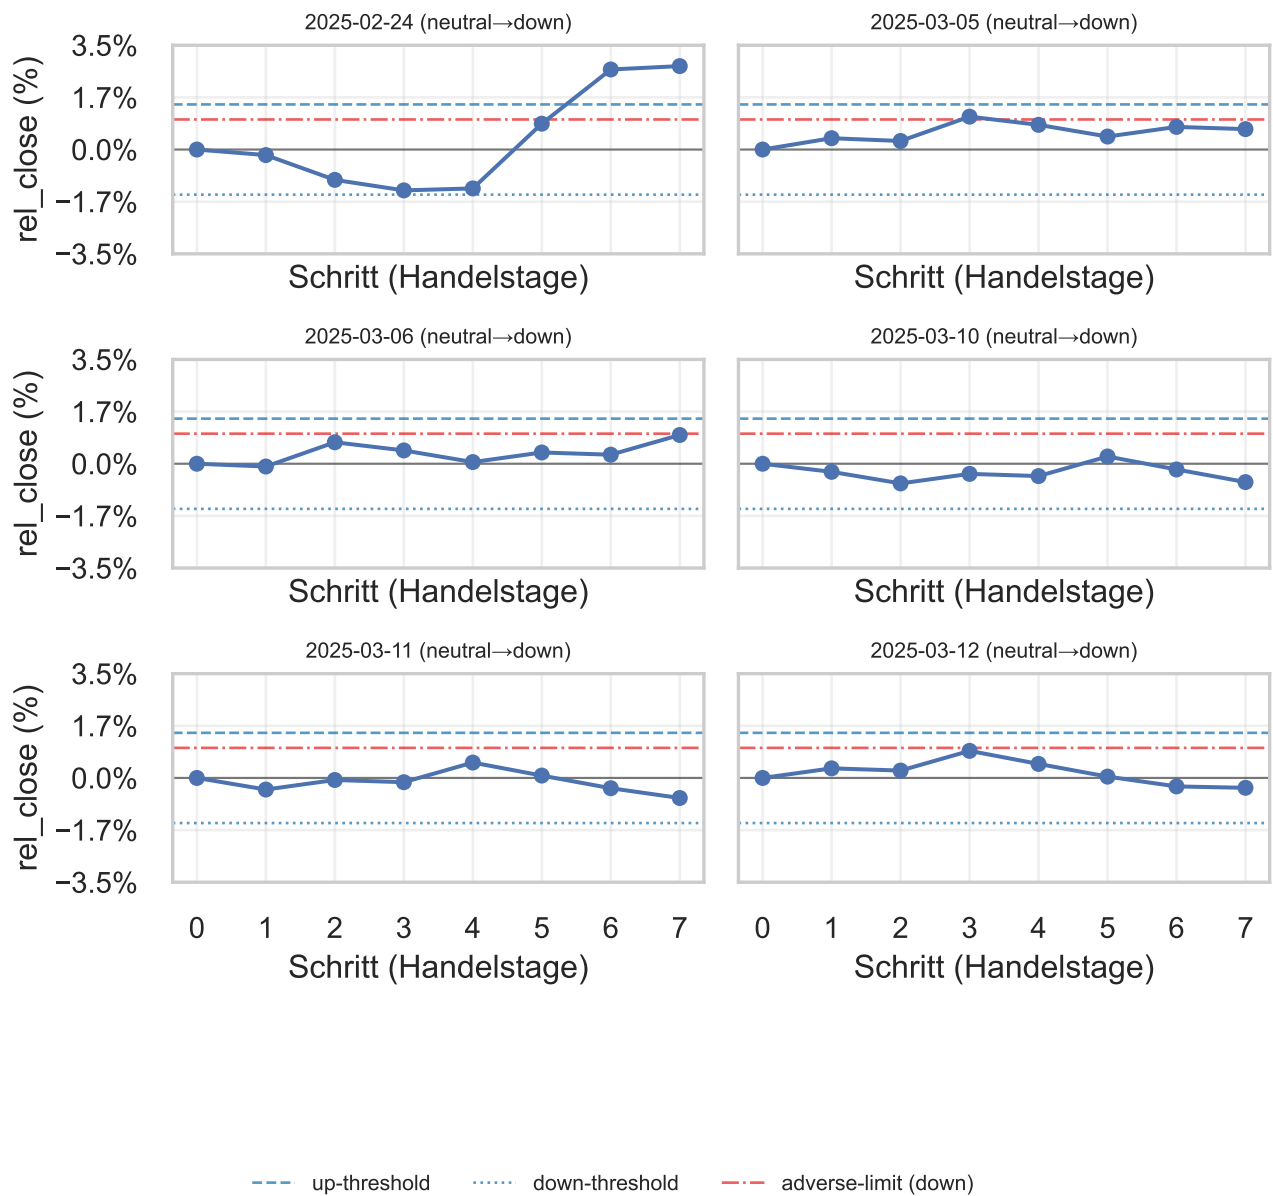 2025-02-24 (neutral→down)
2025-03-05 (neutral→down)
3.5%
1.7%
0.0%
−1.7%
−3.5%
rel_close (%)
Schritt (Handelstage)
Schritt (Handelstage)
2025-03-06 (neutral→down)
2025-03-10 (neutral→down)
3.5%
1.7%
0.0%
−1.7%
−3.5%
rel_close (%)
Schritt (Handelstage)
Schritt (Handelstage)
2025-03-11 (neutral→down)
2025-03-12 (neutral→down)
3.5%
1.7%
0.0%
−1.7%
−3.5%
rel_close (%)
0 1 2 3 4 5 6 7
0 1 2 3 4 5 6 7
Schritt (Handelstage)
Schritt (Handelstage)
up-threshold
down-threshold
adverse-limit (down)